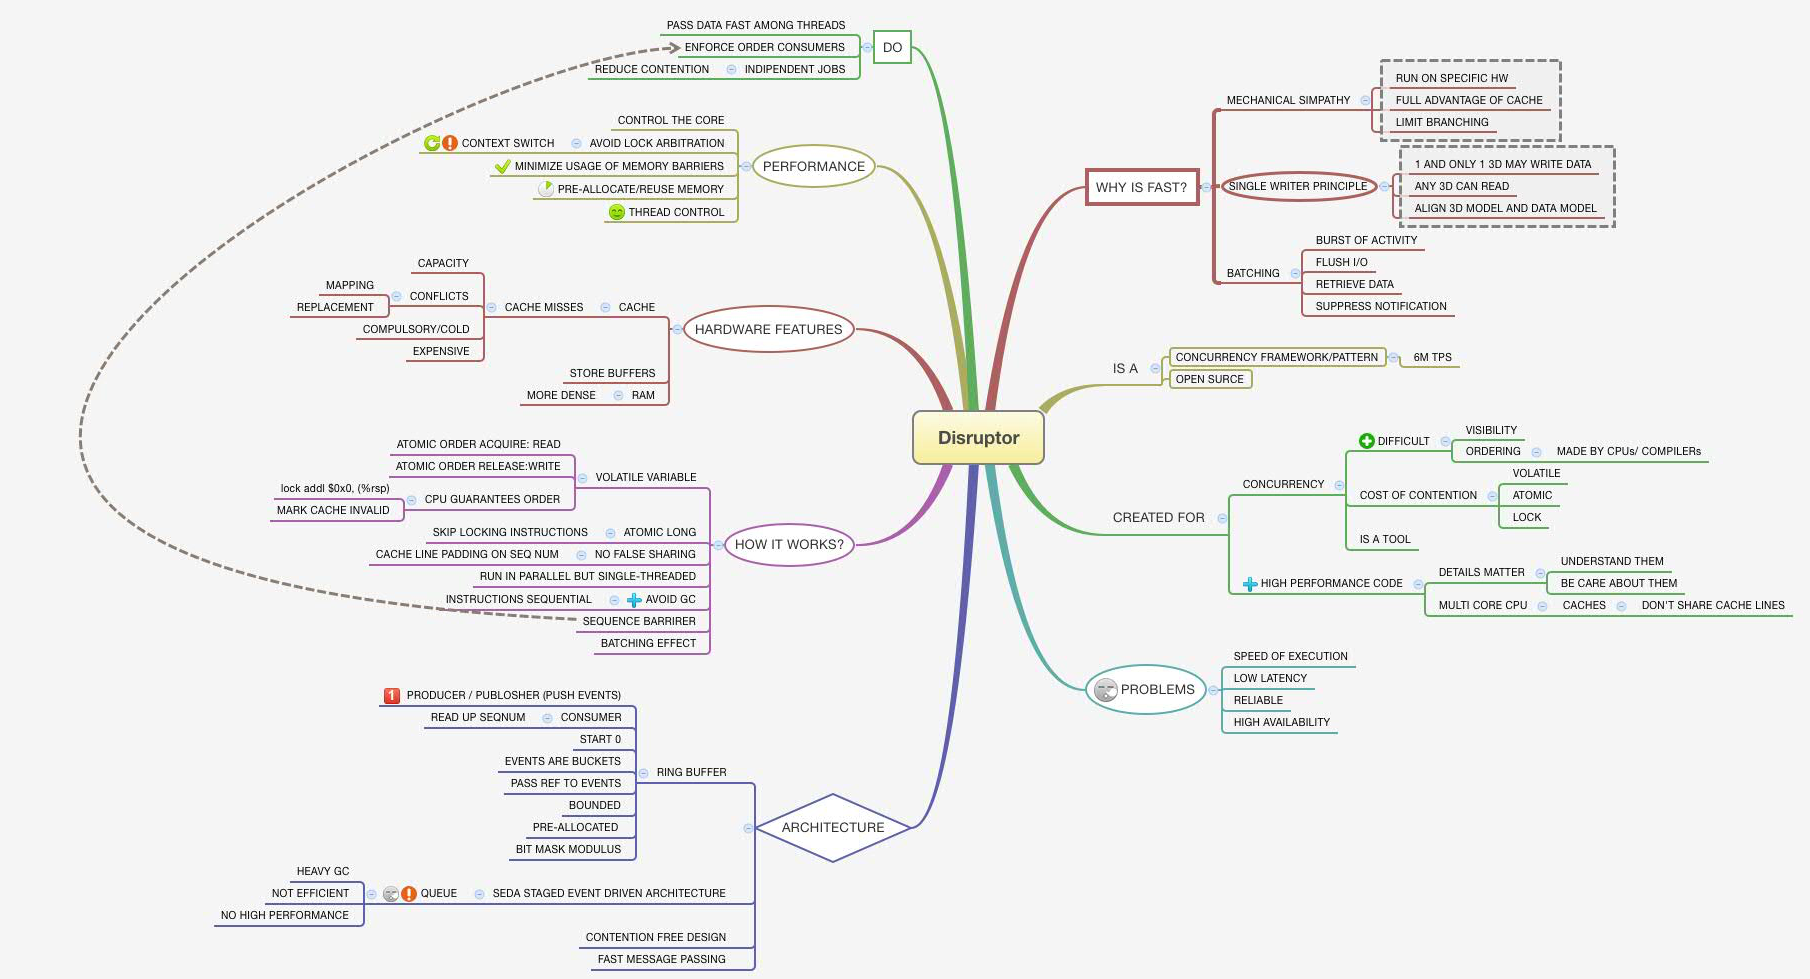 Disruptor
DO
PASS DATA FAST AMONG THREADS
ENFORCE ORDER CONSUMERS
INDIPENDENT JOBS
REDUCE CONTENTION
PERFORMANCE
CONTROL THE CORE
AVOID LOCK ARBITRATION
CONTEXT SWITCH
MINIMIZE USAGE OF MEMORY BARRIERS
PRE-ALLOCATE/REUSE MEMORY
THREAD CONTROL
HARDWARE FEATURES
CACHE
CACHE MISSES
CAPACITY
CONFLICTS
MAPPING
REPLACEMENT
COMPULSORY/COLD
EXPENSIVE
STORE BUFFERS
RAM
MORE DENSE
HOW IT WORKS?
VOLATILE VARIABLE
ATOMIC ORDER ACQUIRE: READ
ATOMIC ORDER RELEASE:WRITE
CPU GUARANTEES ORDER
lock addl $0x0, (%rsp)
MARK CACHE INVALID
ATOMIC LONG
SKIP LOCKING INSTRUCTIONS
NO FALSE SHARING
CACHE LINE PADDING ON SEQ NUM
RUN IN PARALLEL BUT SINGLE-THREADED
AVOID GC
INSTRUCTIONS SEQUENTIAL
SEQUENCE BARRIRER
BATCHING EFFECT
ARCHITECTURE
RING BUFFER
1
PRODUCER / PUBLOSHER (PUSH EVENTS)
CONSUMER
READ UP SEQNUM
START 0
EVENTS ARE BUCKETS
PASS REF TO EVENTS
BOUNDED
PRE-ALLOCATED
BIT MASK MODULUS
SEDA STAGED EVENT DRIVEN ARCHITECTURE
QUEUE
HEAVY GC
NOT EFFICIENT
NO HIGH PERFORMANCE
CONTENTION FREE DESIGN
FAST MESSAGE PASSING
WHY IS FAST?
MECHANICAL SIMPATHY
RUN ON SPECIFIC HW
FULL ADVANTAGE OF CACHE
LIMIT BRANCHING
SINGLE WRITER PRINCIPLE
1 AND ONLY 1 3D MAY WRITE DATA
ANY 3D CAN READ
ALIGN 3D MODEL AND DATA MODEL
BATCHING
BURST OF ACTIVITY
FLUSH I/O
RETRIEVE DATA
SUPPRESS NOTIFICATION
IS A
CONCURRENCY FRAMEWORK/PATTERN
6M TPS
OPEN SURCE
CREATED FOR
CONCURRENCY
DIFFICULT
VISIBILITY
ORDERING
MADE BY CPUs/ COMPILERs
COST OF CONTENTION
VOLATILE
ATOMIC
LOCK
IS A TOOL
HIGH PERFORMANCE CODE
DETAILS MATTER
UNDERSTAND THEM
BE CARE ABOUT THEM
MULTI CORE CPU
CACHES
DON'T SHARE CACHE LINES
PROBLEMS
SPEED OF EXECUTION
LOW LATENCY
RELIABLE
HIGH AVAILABILITY